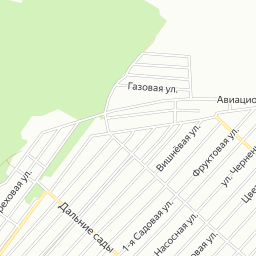 Газовая ул.
Авиацио
Вишнёвая ул.
Фруктовая ул.
ул. Чернен
Цве
реховая ул.
Дальние сады
1-я Садовая ул.
Насосная ул.
овая ул.